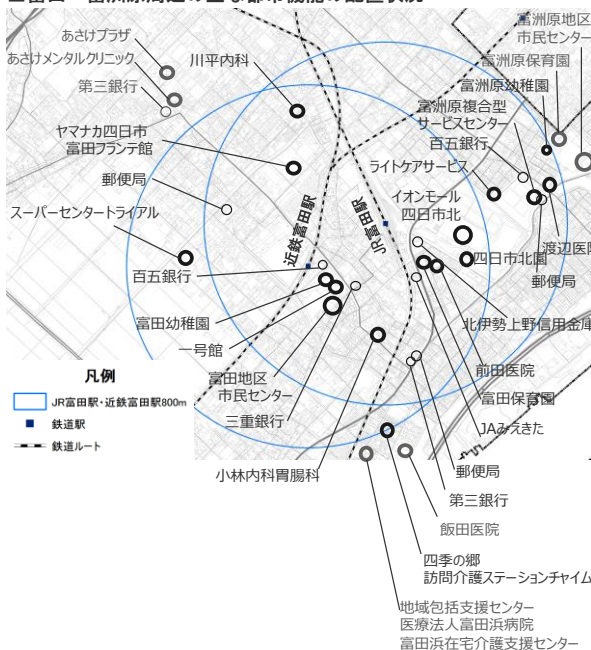 富洲原地区
市民センター
あさけプラザ
あさけメンタルクリニック
第三銀行
川平内科
富洲原保育園
富洲原幼稚園
富洲原複合型
サービスセンター
ヤマナカ四日市
富田フランテ館
百五銀行
ライトケアサービス
郵便局
イオンモール
四日市北
スーパーセンタートライアル
近鉄富田駅
JR富田駅
渡辺医院
四日市北園
百五銀行
郵便局
北伊勢上野信用金庫
富田幼稚園
一号館
前田医院
凡例
富田地区
市民センター
富田保育園
JR富田駅・近鉄富田駅800m
鉄道駅
三重銀行
JAみえきた
鉄道ルート
小林内科胃腸科
郵便局
第三銀行
飯田医院
四季の郷
訪問介護ステーションチャイム
地域包括支援センター
医療法人富田浜病院
富田浜在宅介護支援センター